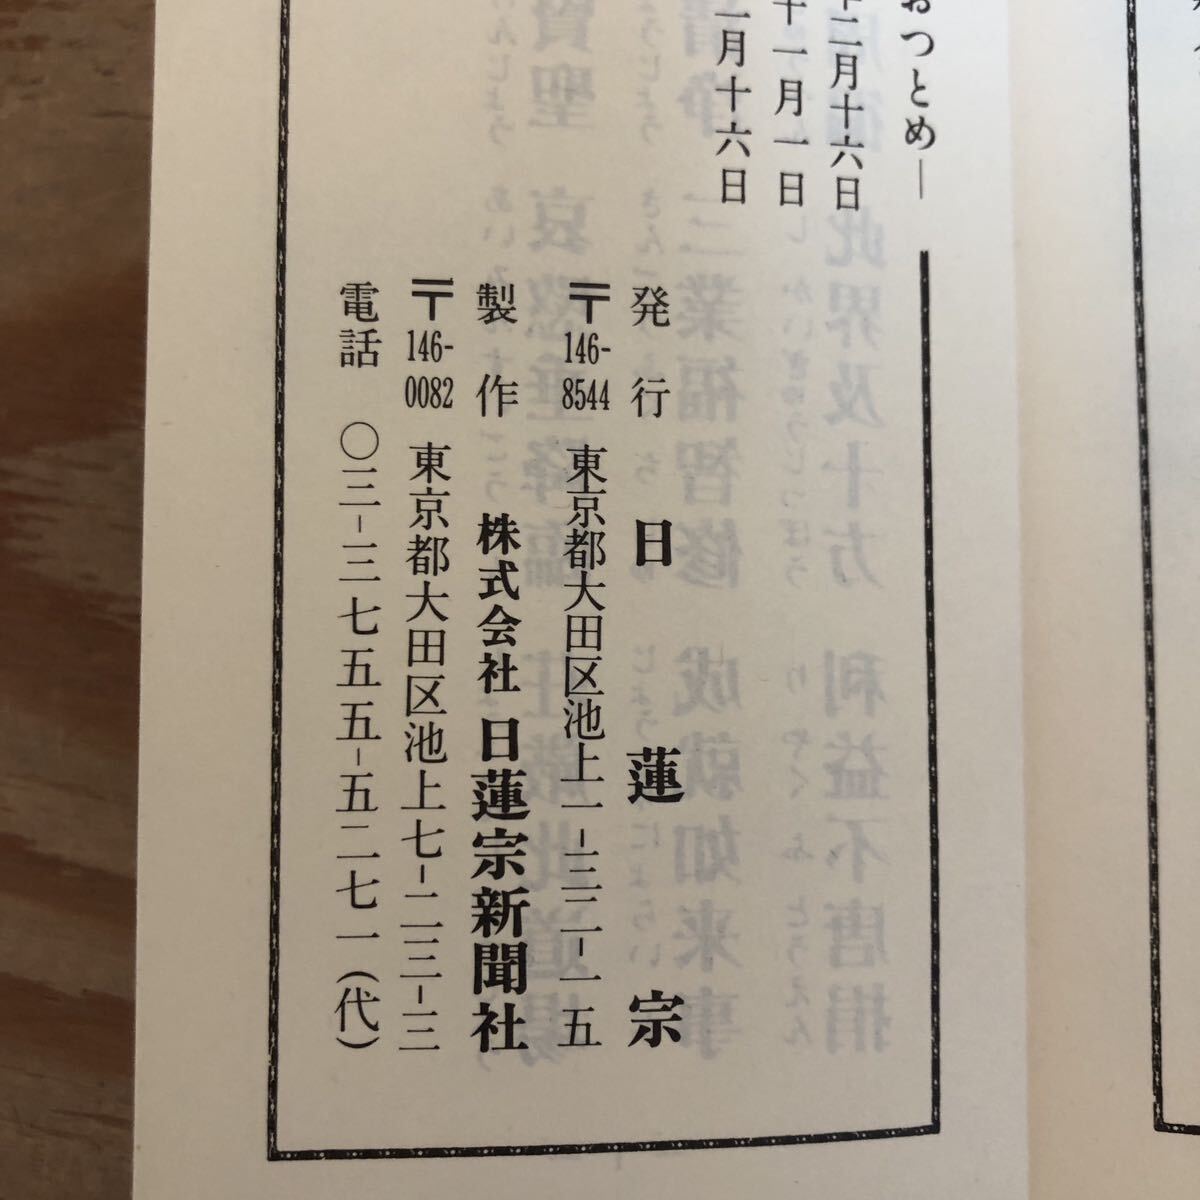 おつとめ―
十二月十六日
十一月一日
二月十六日
発行 日蓮宗
〒146-8544 東京都大田区池上一-三二-一五
製作 株式会社 日蓮宗新聞社
〒146-0082 東京都大田区池上七-二三-三
電話 〇三-三七五五-五二七一(代)